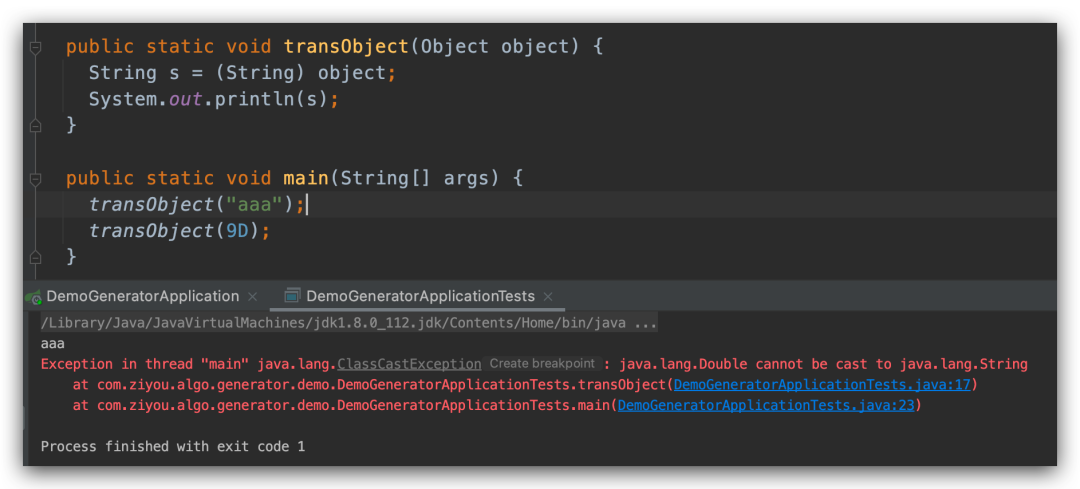 public static void transObject(Object object) {
String s = (String) object;
System.out.println(s);
}
public static void main(String[] args) {
transObject("aaa");
transObject(9D);
}
DemoGeneratorApplication × DemoGeneratorApplicationTests ×
/Library/Java/JavaVirtualMachines/jdk1.8.0_112.jdk/Contents/Home/bin/java ...
aaa
Exception in thread "main" java.lang.ClassCastException Create breakpoint : java.lang.Double cannot be cast to java.lang.String
at com.ziyou.algo.generator.demo.DemoGeneratorApplicationTests.transObject(DemoGeneratorApplicationTests.java:17)
at com.ziyou.algo.generator.demo.DemoGeneratorApplicationTests.main(DemoGeneratorApplicationTests.java:23)
Process finished with exit code 1